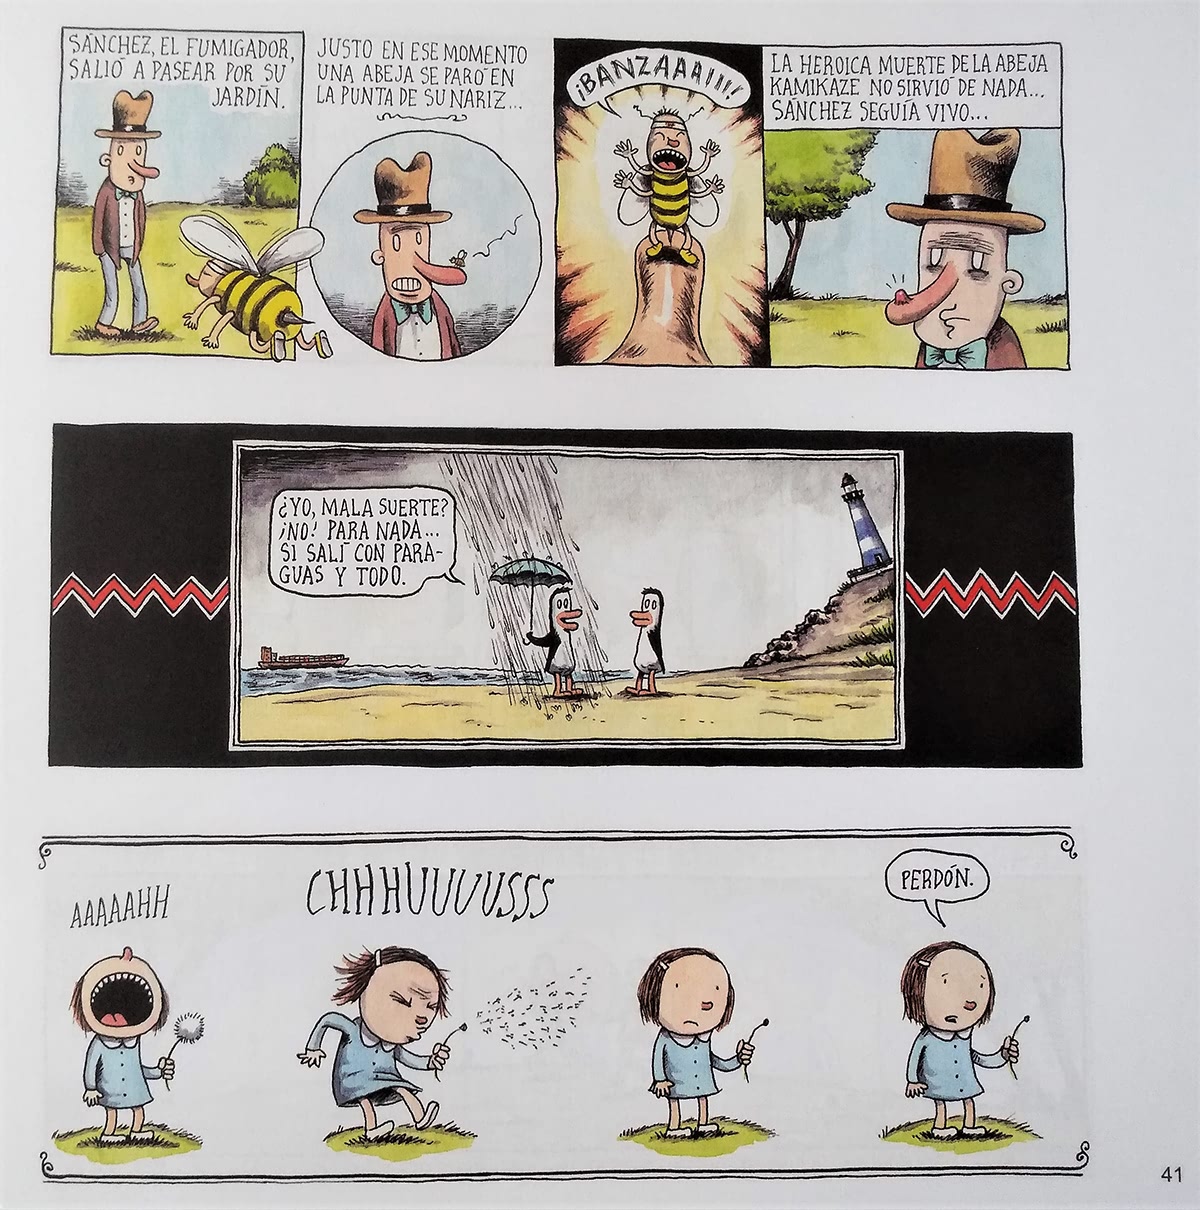 SÁNCHEZ, EL FUMIGADOR,
SALIÓ A PASEAR POR SU
JARDÍN.
JUSTO EN ESE MOMENTO
UNA ABEJA SE PARÓ EN
LA PUNTA DE SU NARIZ...
¡BANZAAAIII!
LA HEROICA MUERTE DE LA ABEJA
KAMIKAZE NO SIRVIÓ DE NADA...
SÁNCHEZ SEGUÍA VIVO...
¿YO, MALA SUERTE?
¡NO! PARA NADA...
SI SALÍ CON PARA-
GUAS Y TODO.
AAAAAHH
CHHHUUUUSSS
PERDÓN.
41